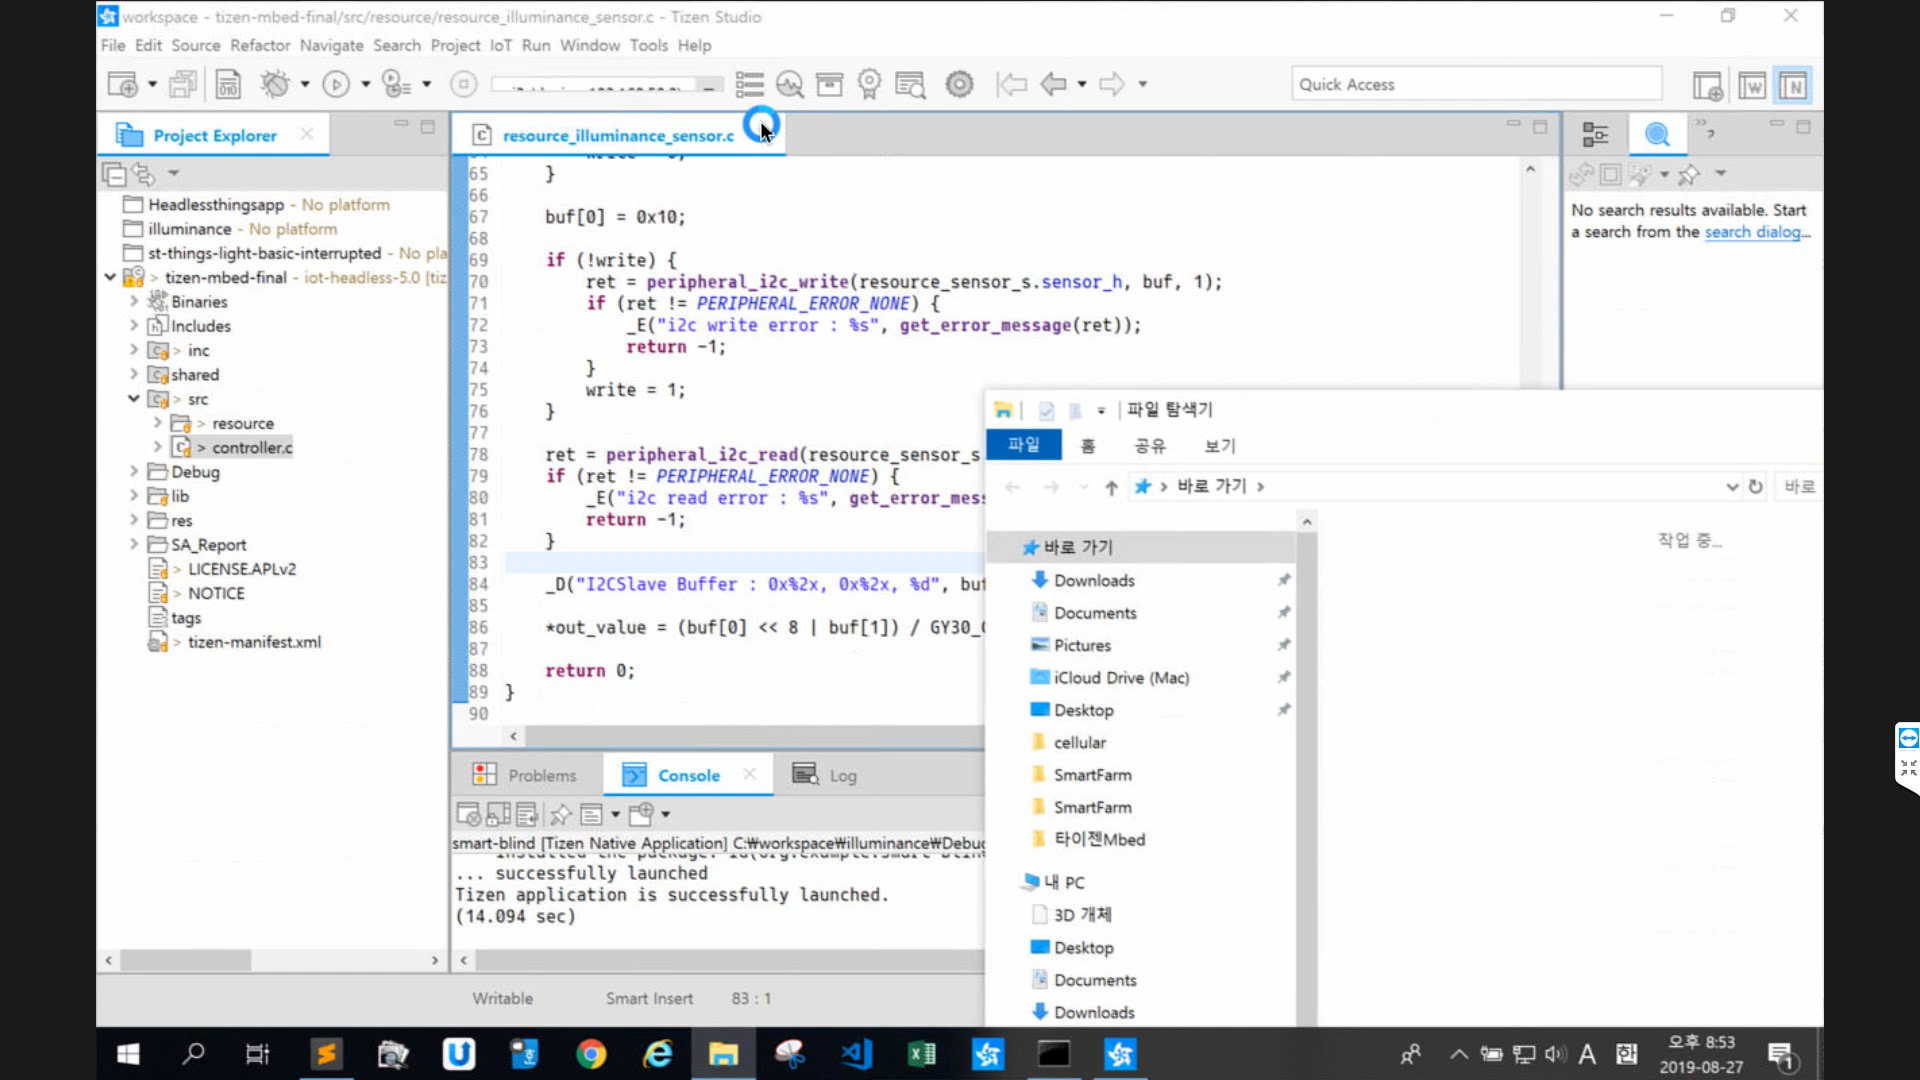 workspace - tizen-mbed-final/src/resource/resource_illuminance_sensor.c - Tizen Studio
File Edit Source Refactor Navigate Search Project IoT Run Window Tools Help
Quick Access
Project Explorer
Headlessthingsapp - No platform
illuminance - No platform
st-things-light-basic-interrupted - No pla
> tizen-mbed-final - iot-headless-5.0 [tiz
Binaries
Includes
> inc
shared
> src
> resource
> controller.c
Debug
lib
res
SA_Report
> LICENSE.APLv2
> NOTICE
tags
> tizen-manifest.xml
resource_illuminance_sensor.c
65 }
66
67 buf[0] = 0x10;
68
69 if (!write) {
70 ret = peripheral_i2c_write(resource_sensor_s.sensor_h, buf, 1);
71 if (ret != PERIPHERAL_ERROR_NONE) {
72 _E("i2c write error : %s", get_error_message(ret));
73 return -1;
74 }
75 write = 1;
76 }
77
78 ret = peripheral_i2c_read(resource_sensor_s
79 if (ret != PERIPHERAL_ERROR_NONE) {
80 _E("i2c read error : %s", get_error_mess
81 return -1;
82 }
83
84 _D("I2CSlave Buffer : 0x%2x, 0x%2x, %d", buf
85
86 *out_value = (buf[0] << 8 | buf[1]) / GY30_
87
88 return 0;
89 }
90
No search results available. Start
a search from the search dialog...
Problems
Console
Log
smart-blind [Tizen Native Application] C:₩workspace₩illuminance₩Debug
... successfully launched
Tizen application is successfully launched.
(14.094 sec)
Writable Smart Insert 83 : 1
파일 탐색기
파일 홈 공유 보기
바로 가기
바로
작업 중...
바로 가기
Downloads
Documents
Pictures
iCloud Drive (Mac)
Desktop
cellular
SmartFarm
SmartFarm
타이젠Mbed
내 PC
3D 개체
Desktop
Documents
Downloads
A 한
오후 8:53
2019-08-27
1